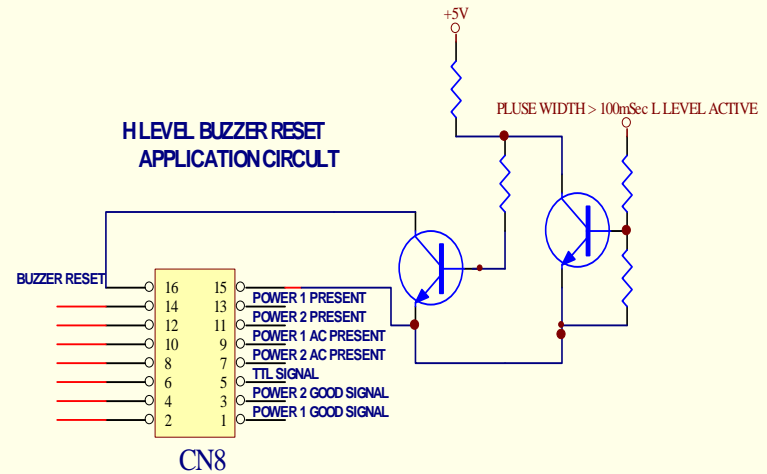 +5V
PLUSE WIDTH > 100mSec L LEVEL ACTIVE
H LEVEL BUZZER RESET
APPLICATION CIRCULT
BUZZER RESET
16 15
14 13 POWER 1 PRESENT
12 11 POWER 2 PRESENT
10 9 POWER 1 AC PRESENT
8 7 POWER 2 AC PRESENT
6 5 TTL SIGNAL
4 3 POWER 2 GOOD SIGNAL
2 1 POWER 1 GOOD SIGNAL
CN8